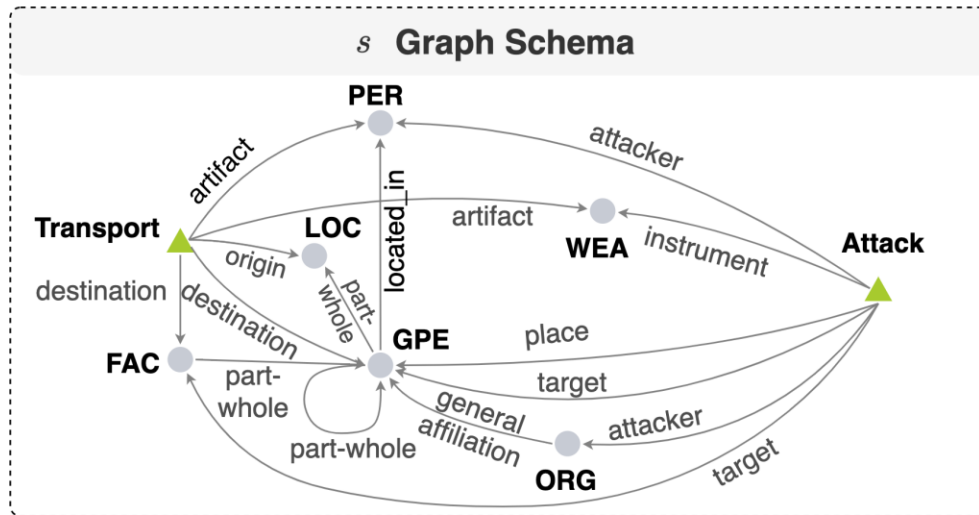 s Graph Schema
PER
attacker
artifact
located_in
Transport
LOC
artifact
WEA
instrument
Attack
origin
destination
destination
part-
whole
GPE
place
FAC
part-
whole
target
general
affiliation
attacker
part-whole
ORG
target